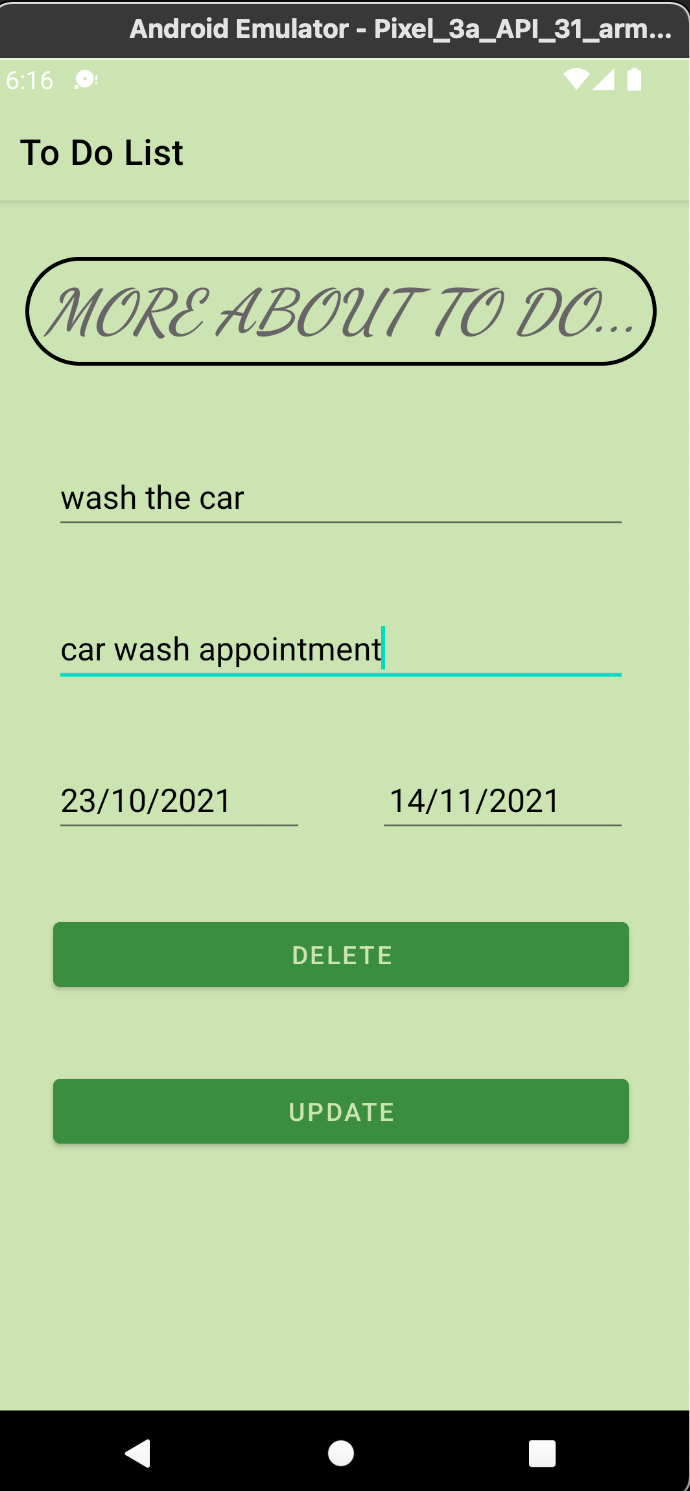 Android Emulator - Pixel_3a_API_31_arm...
6:16
To Do List
MORE ABOUT TO DO...
wash the car
car wash appointment
23/10/2021 14/11/2021
DELETE
UPDATE